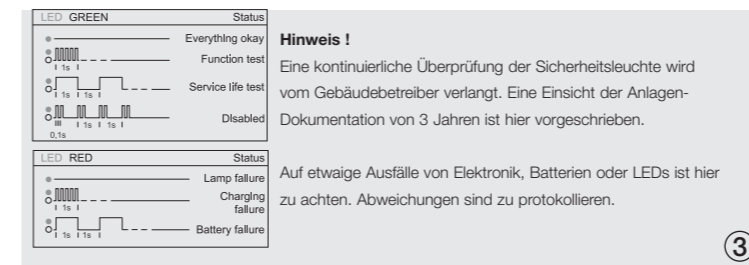 LED GREEN Status
Everything okay
Function test
1s
Service life test
1s 1s
Disabled
1s 1s 1s
0,1s
LED RED Status
Lamp failure
Charging
failure
1s
Battery failure
1s 1s
Hinweis !
Eine kontinuierliche Überprüfung der Sicherheitsleuchte wird
vom Gebäudebetreiber verlangt. Eine Einsicht der Anlagen-
Dokumentation von 3 Jahren ist hier vorgeschrieben.
Auf etwaige Ausfälle von Elektronik, Batterien oder LEDs ist hier
zu achten. Abweichungen sind zu protokollieren.
3